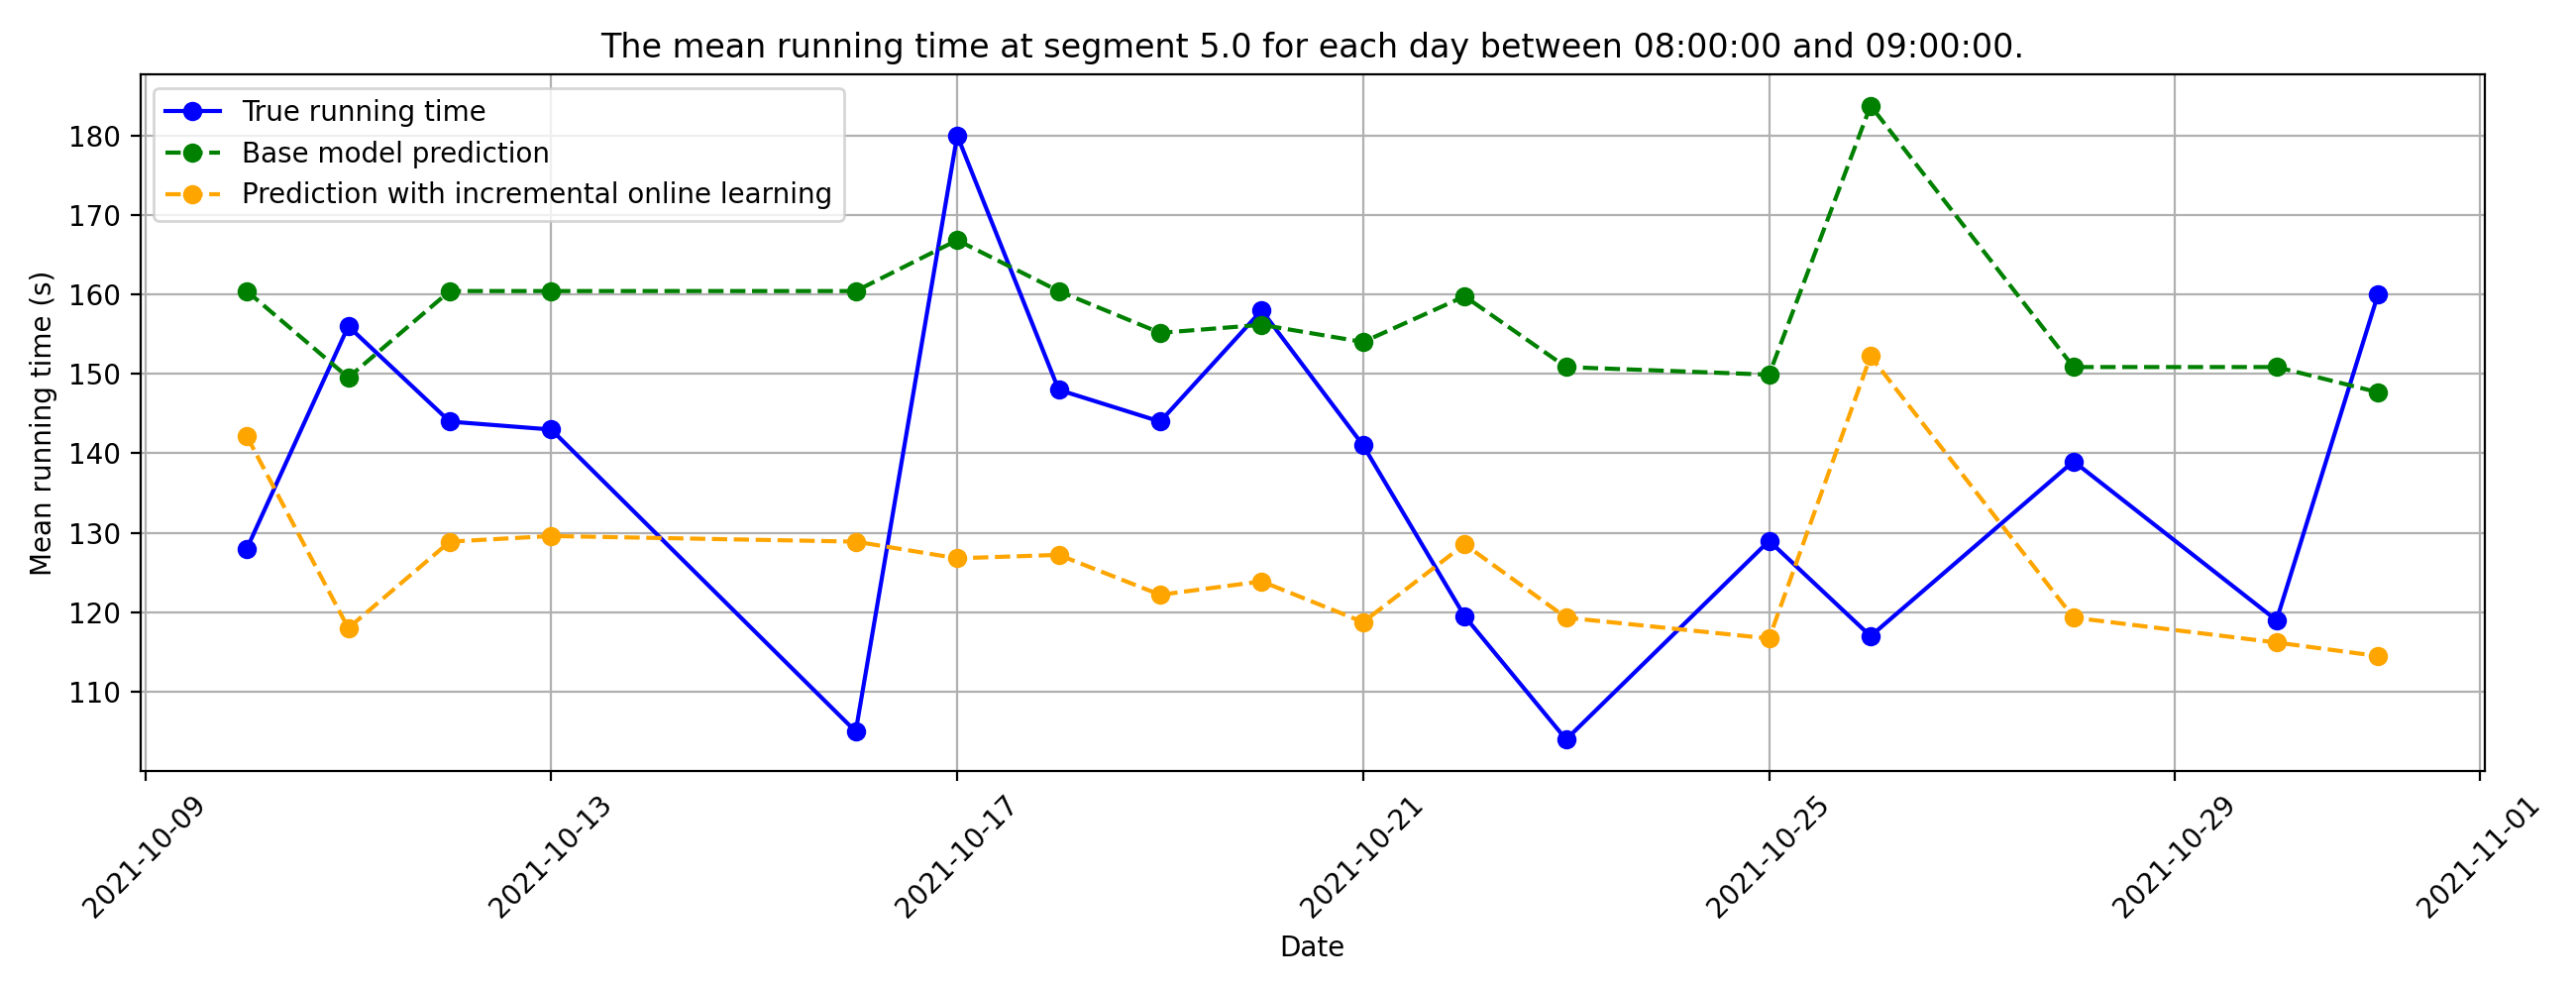 The mean running time at segment 5.0 for each day between 08:00:00 and 09:00:00.
True running time
Base model prediction
Prediction with incremental online learning
Mean running time (s)
180
170
160
150
140
130
120
110
2021-10-09
2021-10-13
2021-10-17
2021-10-21
2021-10-25
2021-10-29
2021-11-01
Date